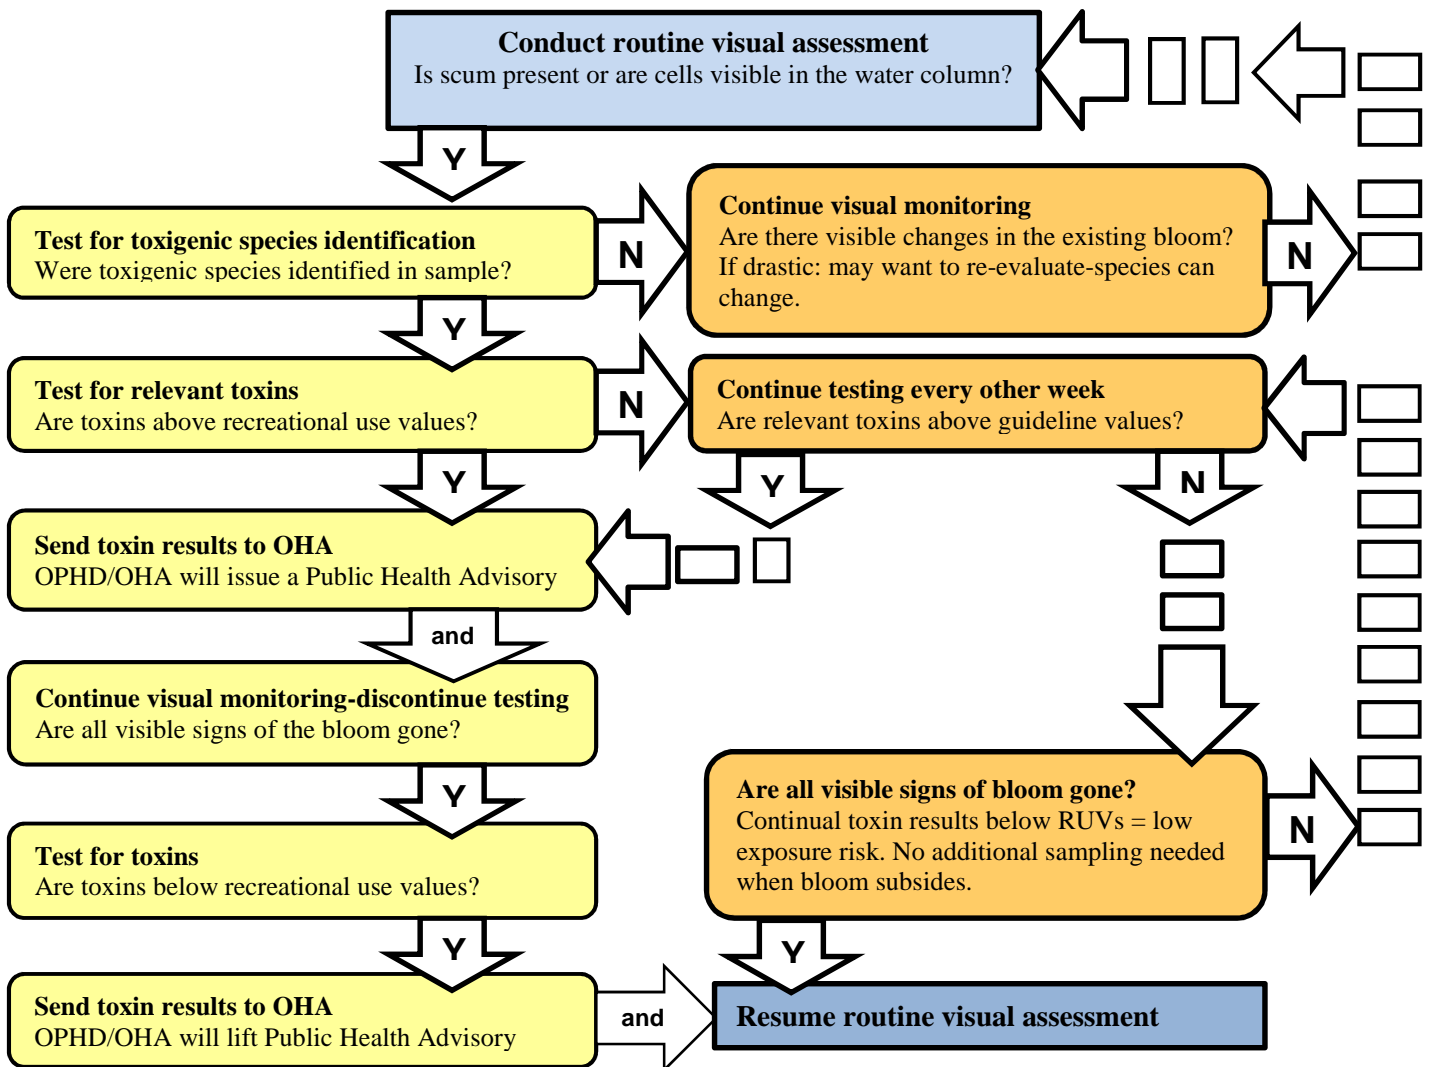 Conduct routine visual assessment
Is scum present or are cells visible in the water column?
Y
Test for toxigenic species identification
Were toxigenic species identified in sample?
N
Continue visual monitoring
Are there visible changes in the existing bloom?
If drastic: may want to re-evaluate-species can
change.
N
Y
Test for relevant toxins
Are toxins above recreational use values?
N
Continue testing every other week
Are relevant toxins above guideline values?
Y
Y
N
Send toxin results to OHA
OPHD/OHA will issue a Public Health Advisory
and
Continue visual monitoring-discontinue testing
Are all visible signs of the bloom gone?
Y
Are all visible signs of bloom gone?
Continual toxin results below RUVs = low
exposure risk. No additional sampling needed
when bloom subsides.
N
Test for toxins
Are toxins below recreational use values?
Y
Y
Send toxin results to OHA
OPHD/OHA will lift Public Health Advisory
and
Resume routine visual assessment